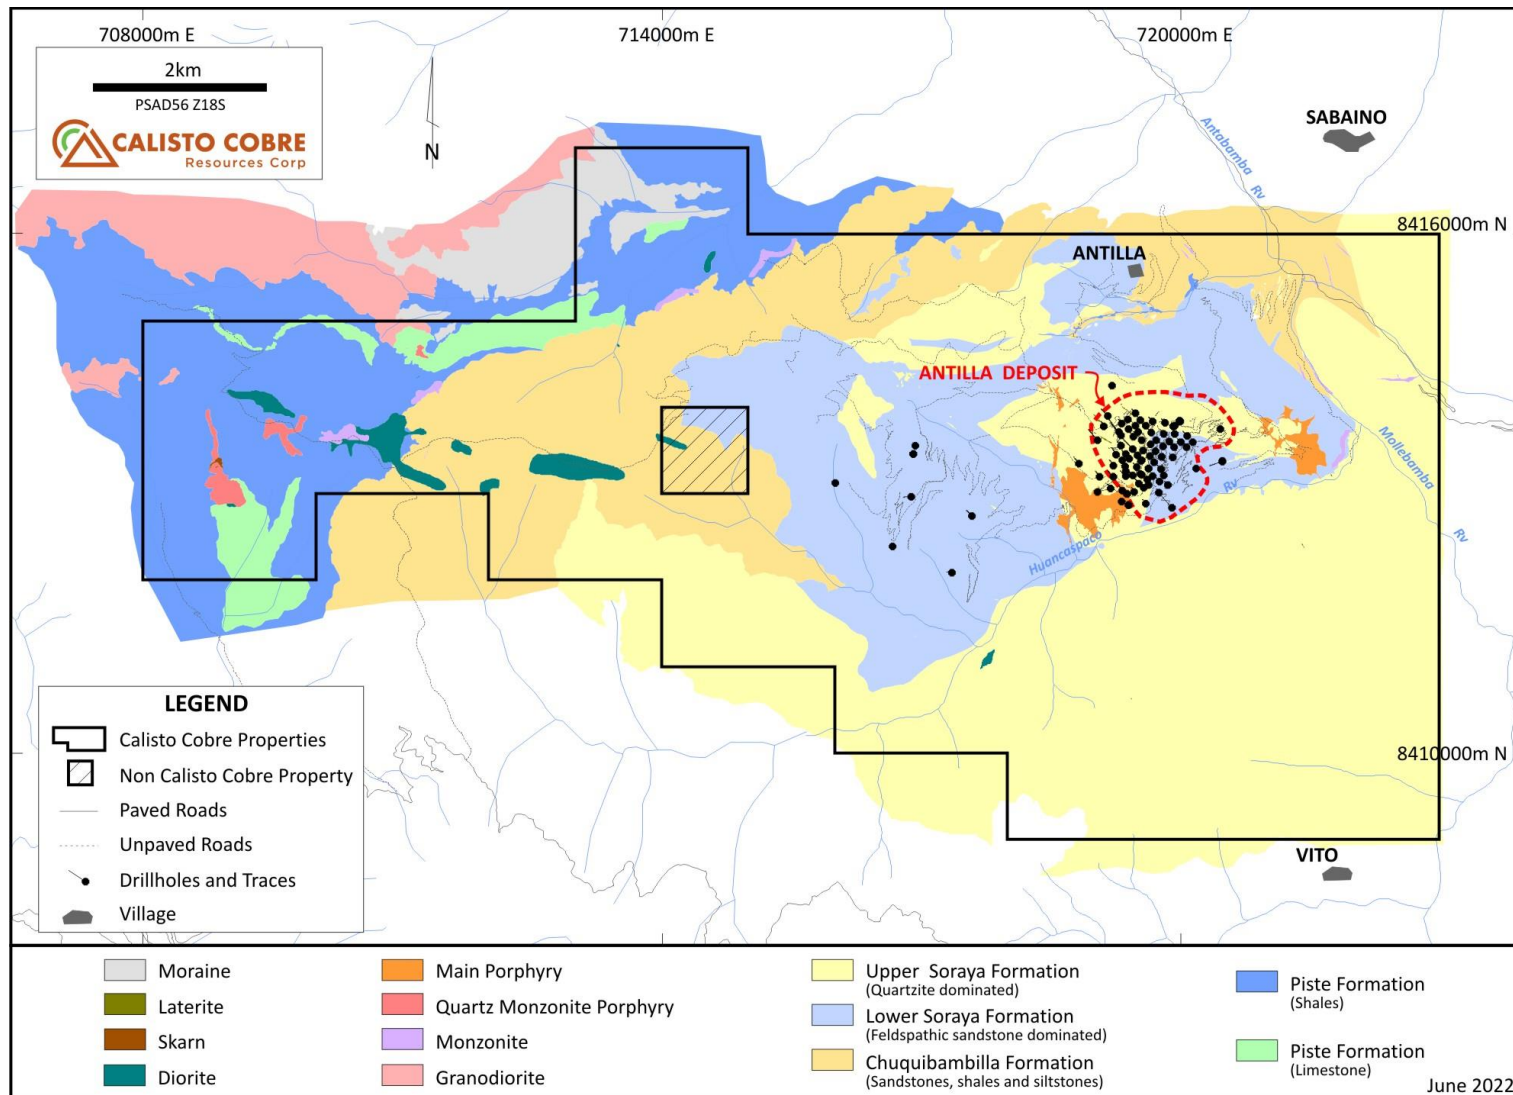 708000m E
714000m E
720000m E
2km
PSAD56 Z18S
CALISTO COBRE
Resources Corp
N
SABAINO
Antabamba Rv
8416000m N
ANTILLA
ANTILLA DEPOSIT
Mollebamba Rv
Rv
Huancaspaco
8410000m N
VITO
LEGEND
Calisto Cobre Properties
Non Calisto Cobre Property
Paved Roads
Unpaved Roads
Drillholes and Traces
Village
Moraine
Laterite
Skarn
Diorite
Main Porphyry
Quartz Monzonite Porphyry
Monzonite
Granodiorite
Upper Soraya Formation
(Quartzite dominated)
Lower Soraya Formation
(Feldspathic sandstone dominated)
Chuquibambilla Formation
(Sandstones, shales and siltstones)
Piste Formation
(Shales)
Piste Formation
(Limestone)
June 2022